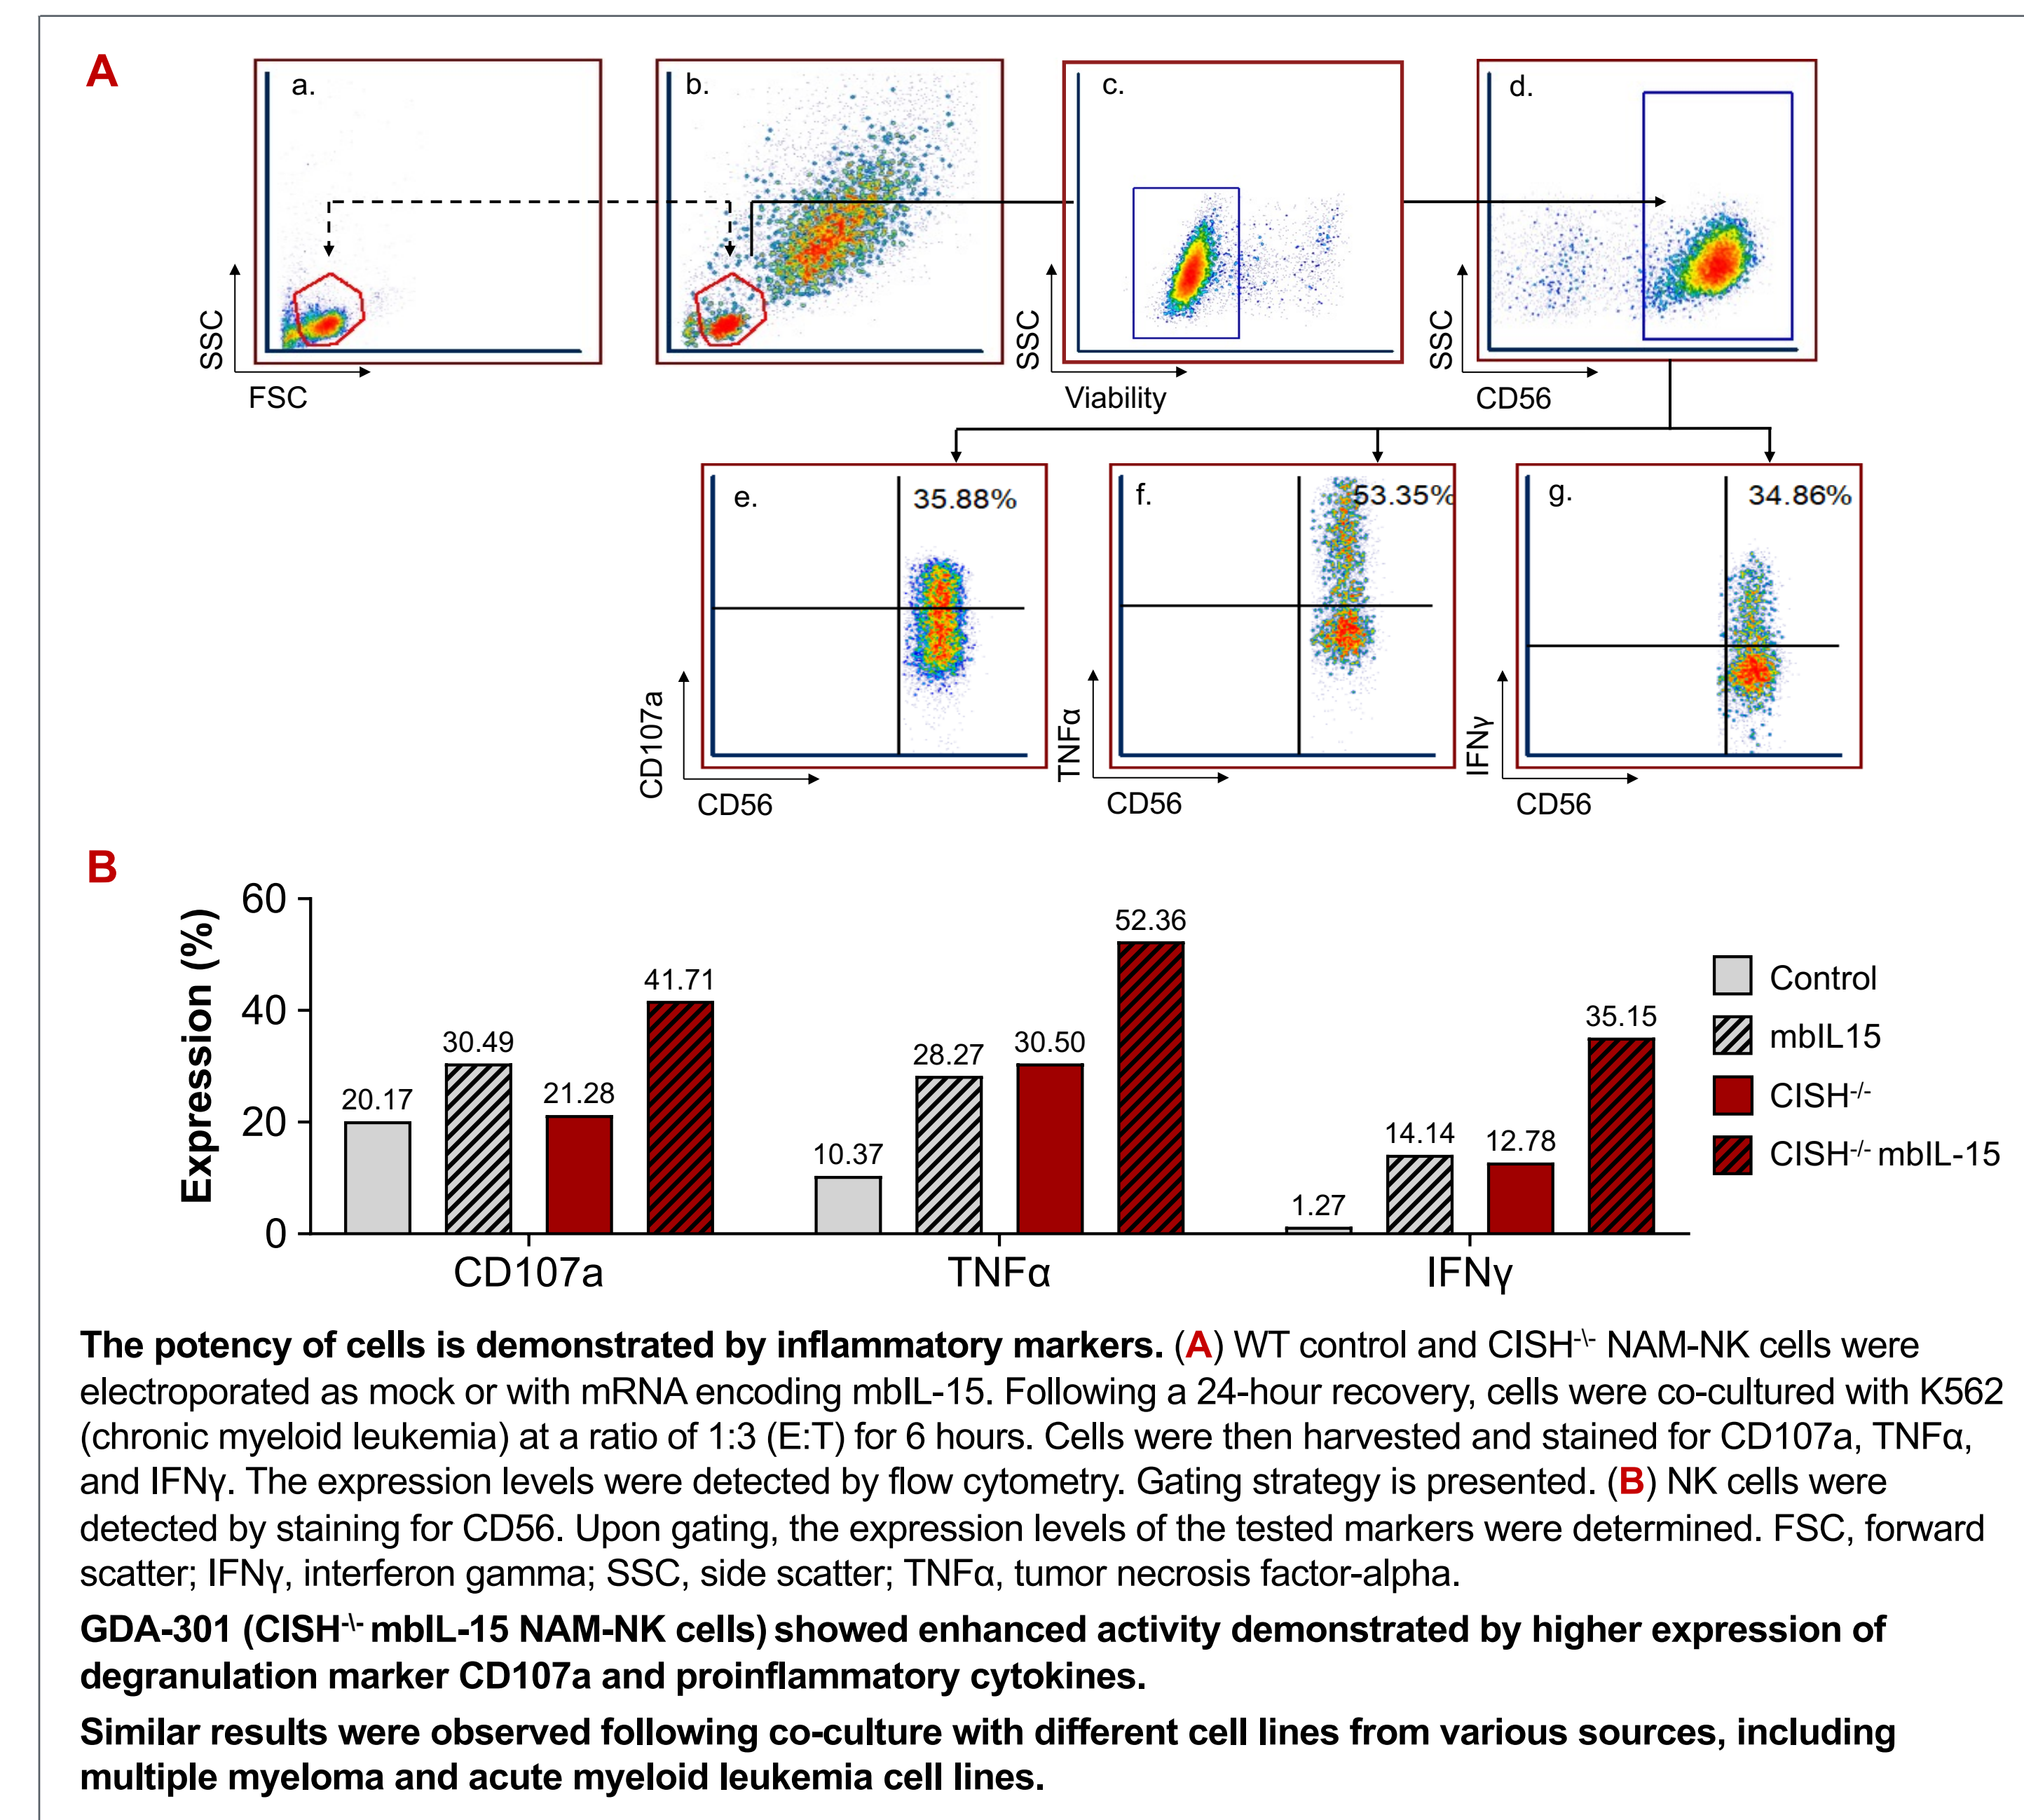 A
a.
b.
c.
d.
SSC
FSC
SSC
Viability
SSC
CD56
e.
35.88%
f.
53.35%
g.
34.86%
CD107a
CD56
TNFα
CD56
IFNγ
CD56
B
Expression (%)
60
40
20
0
20.17
30.49
21.28
41.71
10.37
28.27
30.50
52.36
1.27
14.14
12.78
35.15
CD107a
TNFα
IFNγ
Control
mbIL15
CISH-/-
CISH-/- mbIL-15
The potency of cells is demonstrated by inflammatory markers. (A) WT control and CISH-\- NAM-NK cells were
electroporated as mock or with mRNA encoding mbIL-15. Following a 24-hour recovery, cells were co-cultured with K562
(chronic myeloid leukemia) at a ratio of 1:3 (E:T) for 6 hours. Cells were then harvested and stained for CD107a, TNFα,
and IFNγ. The expression levels were detected by flow cytometry. Gating strategy is presented. (B) NK cells were
detected by staining for CD56. Upon gating, the expression levels of the tested markers were determined. FSC, forward
scatter; IFNγ, interferon gamma; SSC, side scatter; TNFα, tumor necrosis factor-alpha.
GDA-301 (CISH-\- mbIL-15 NAM-NK cells) showed enhanced activity demonstrated by higher expression of
degranulation marker CD107a and proinflammatory cytokines.
Similar results were observed following co-culture with different cell lines from various sources, including
multiple myeloma and acute myeloid leukemia cell lines.